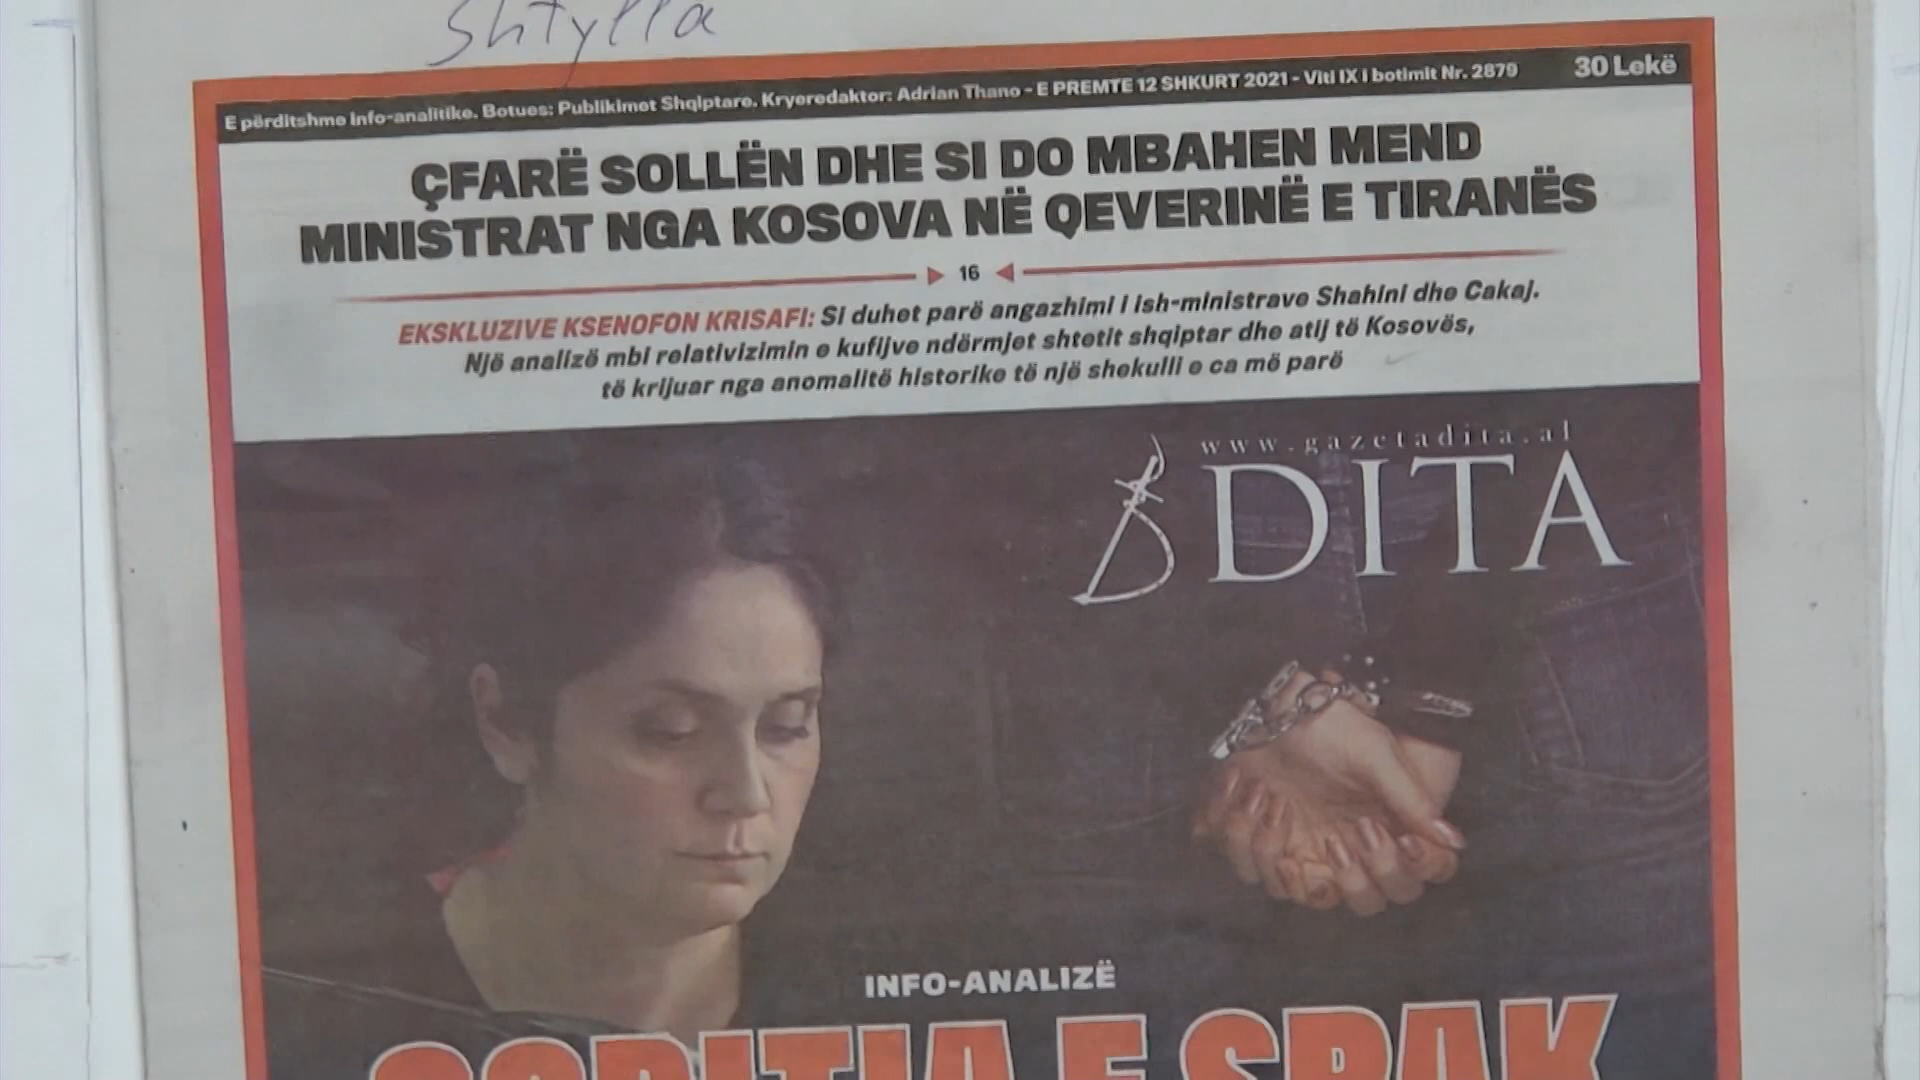 Shtylla
E përditshme info-analitike. Botues: Publikimet Shqiptare. Kryeredaktor: Adrian Thano - E PREMTE 12 SHKURT 2021 - Viti IX i botimit Nr. 2879 30 Lekë
ÇFARË SOLLËN DHE SI DO MBAHEN MEND
MINISTRAT NGA KOSOVA NË QEVERINË E TIRANËS
16
EKSKLUZIVE KSENOFON KRISAFI: Si duhet parë angazhimi i ish-ministrave Shahini dhe Cakaj.
Një analizë mbi relativizimin e kufijve ndërmjet shtetit shqiptar dhe atij të Kosovës,
të krijuar nga anomalitë historike të një shekulli e ca më parë
www.gazetadita.al
DITA
INFO-ANALIZË
GODITJA E SPAK